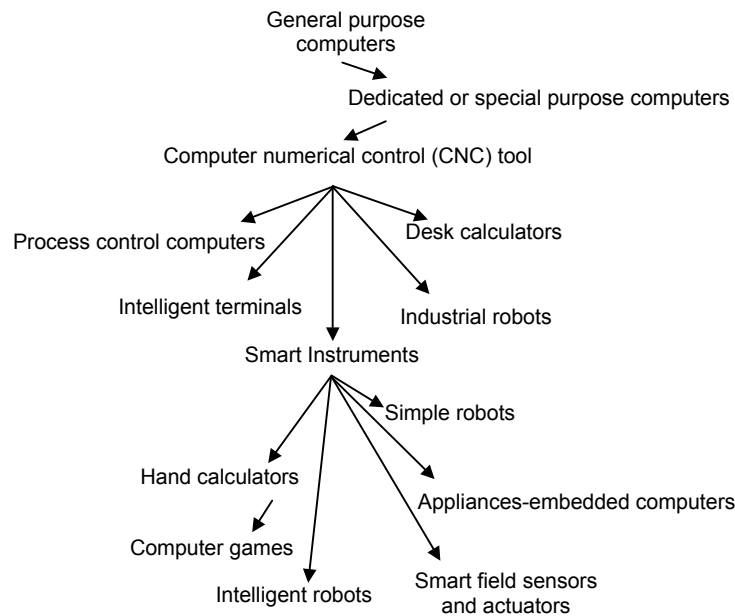 General purpose
computers
Dedicated or special purpose computers
Computer numerical control (CNC) tool
Process control computers
Desk calculators
Intelligent terminals
Industrial robots
Smart Instruments
Simple robots
Hand calculators
Appliances-embedded computers
Computer games
Intelligent robots
Smart field sensors
and actuators